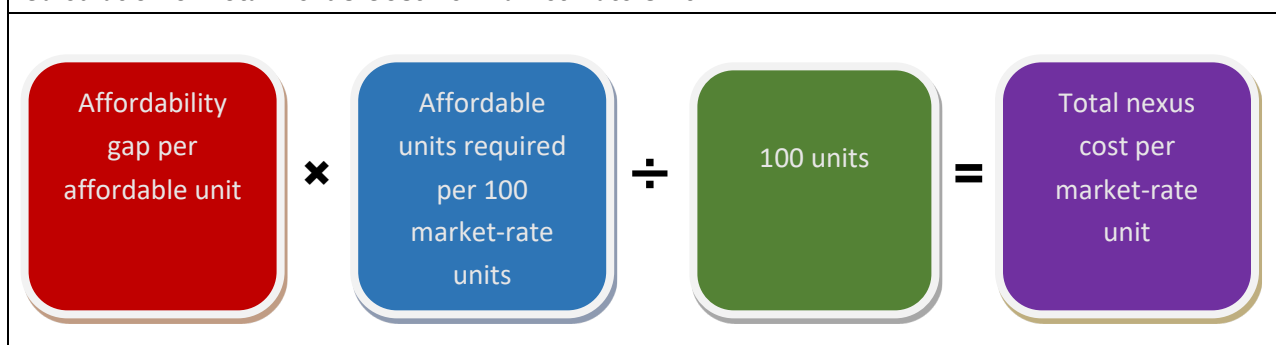 Affordability
gap per
affordable unit
×
Affordable
units required
per 100
market-rate
units
÷
100 units
=
Total nexus
cost per
market-rate
unit